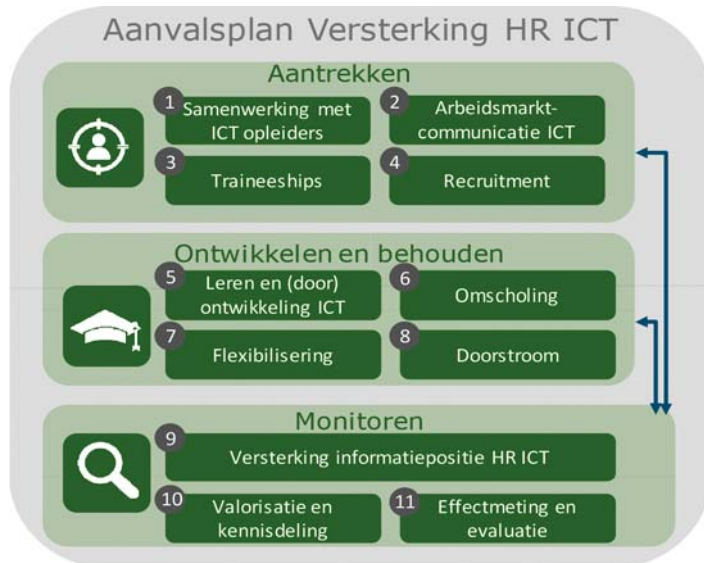 Aanvalsplan Versterking HR ICT
Aantrekken
1
Samenwerking met
ICT opleiders
2
Arbeidsmarkt-
communicatie ICT
3
Traineeships
4
Recruitment
Ontwikkelen en behouden
5
Leren en (door)
ontwikkeling ICT
6
Omscholing
7
Flexibilisering
8
Doorstroom
Monitoren
9
Versterking informatiepositie HR ICT
10
Valorisatie en
kennisdeling
11
Effectmeting en
evaluatie